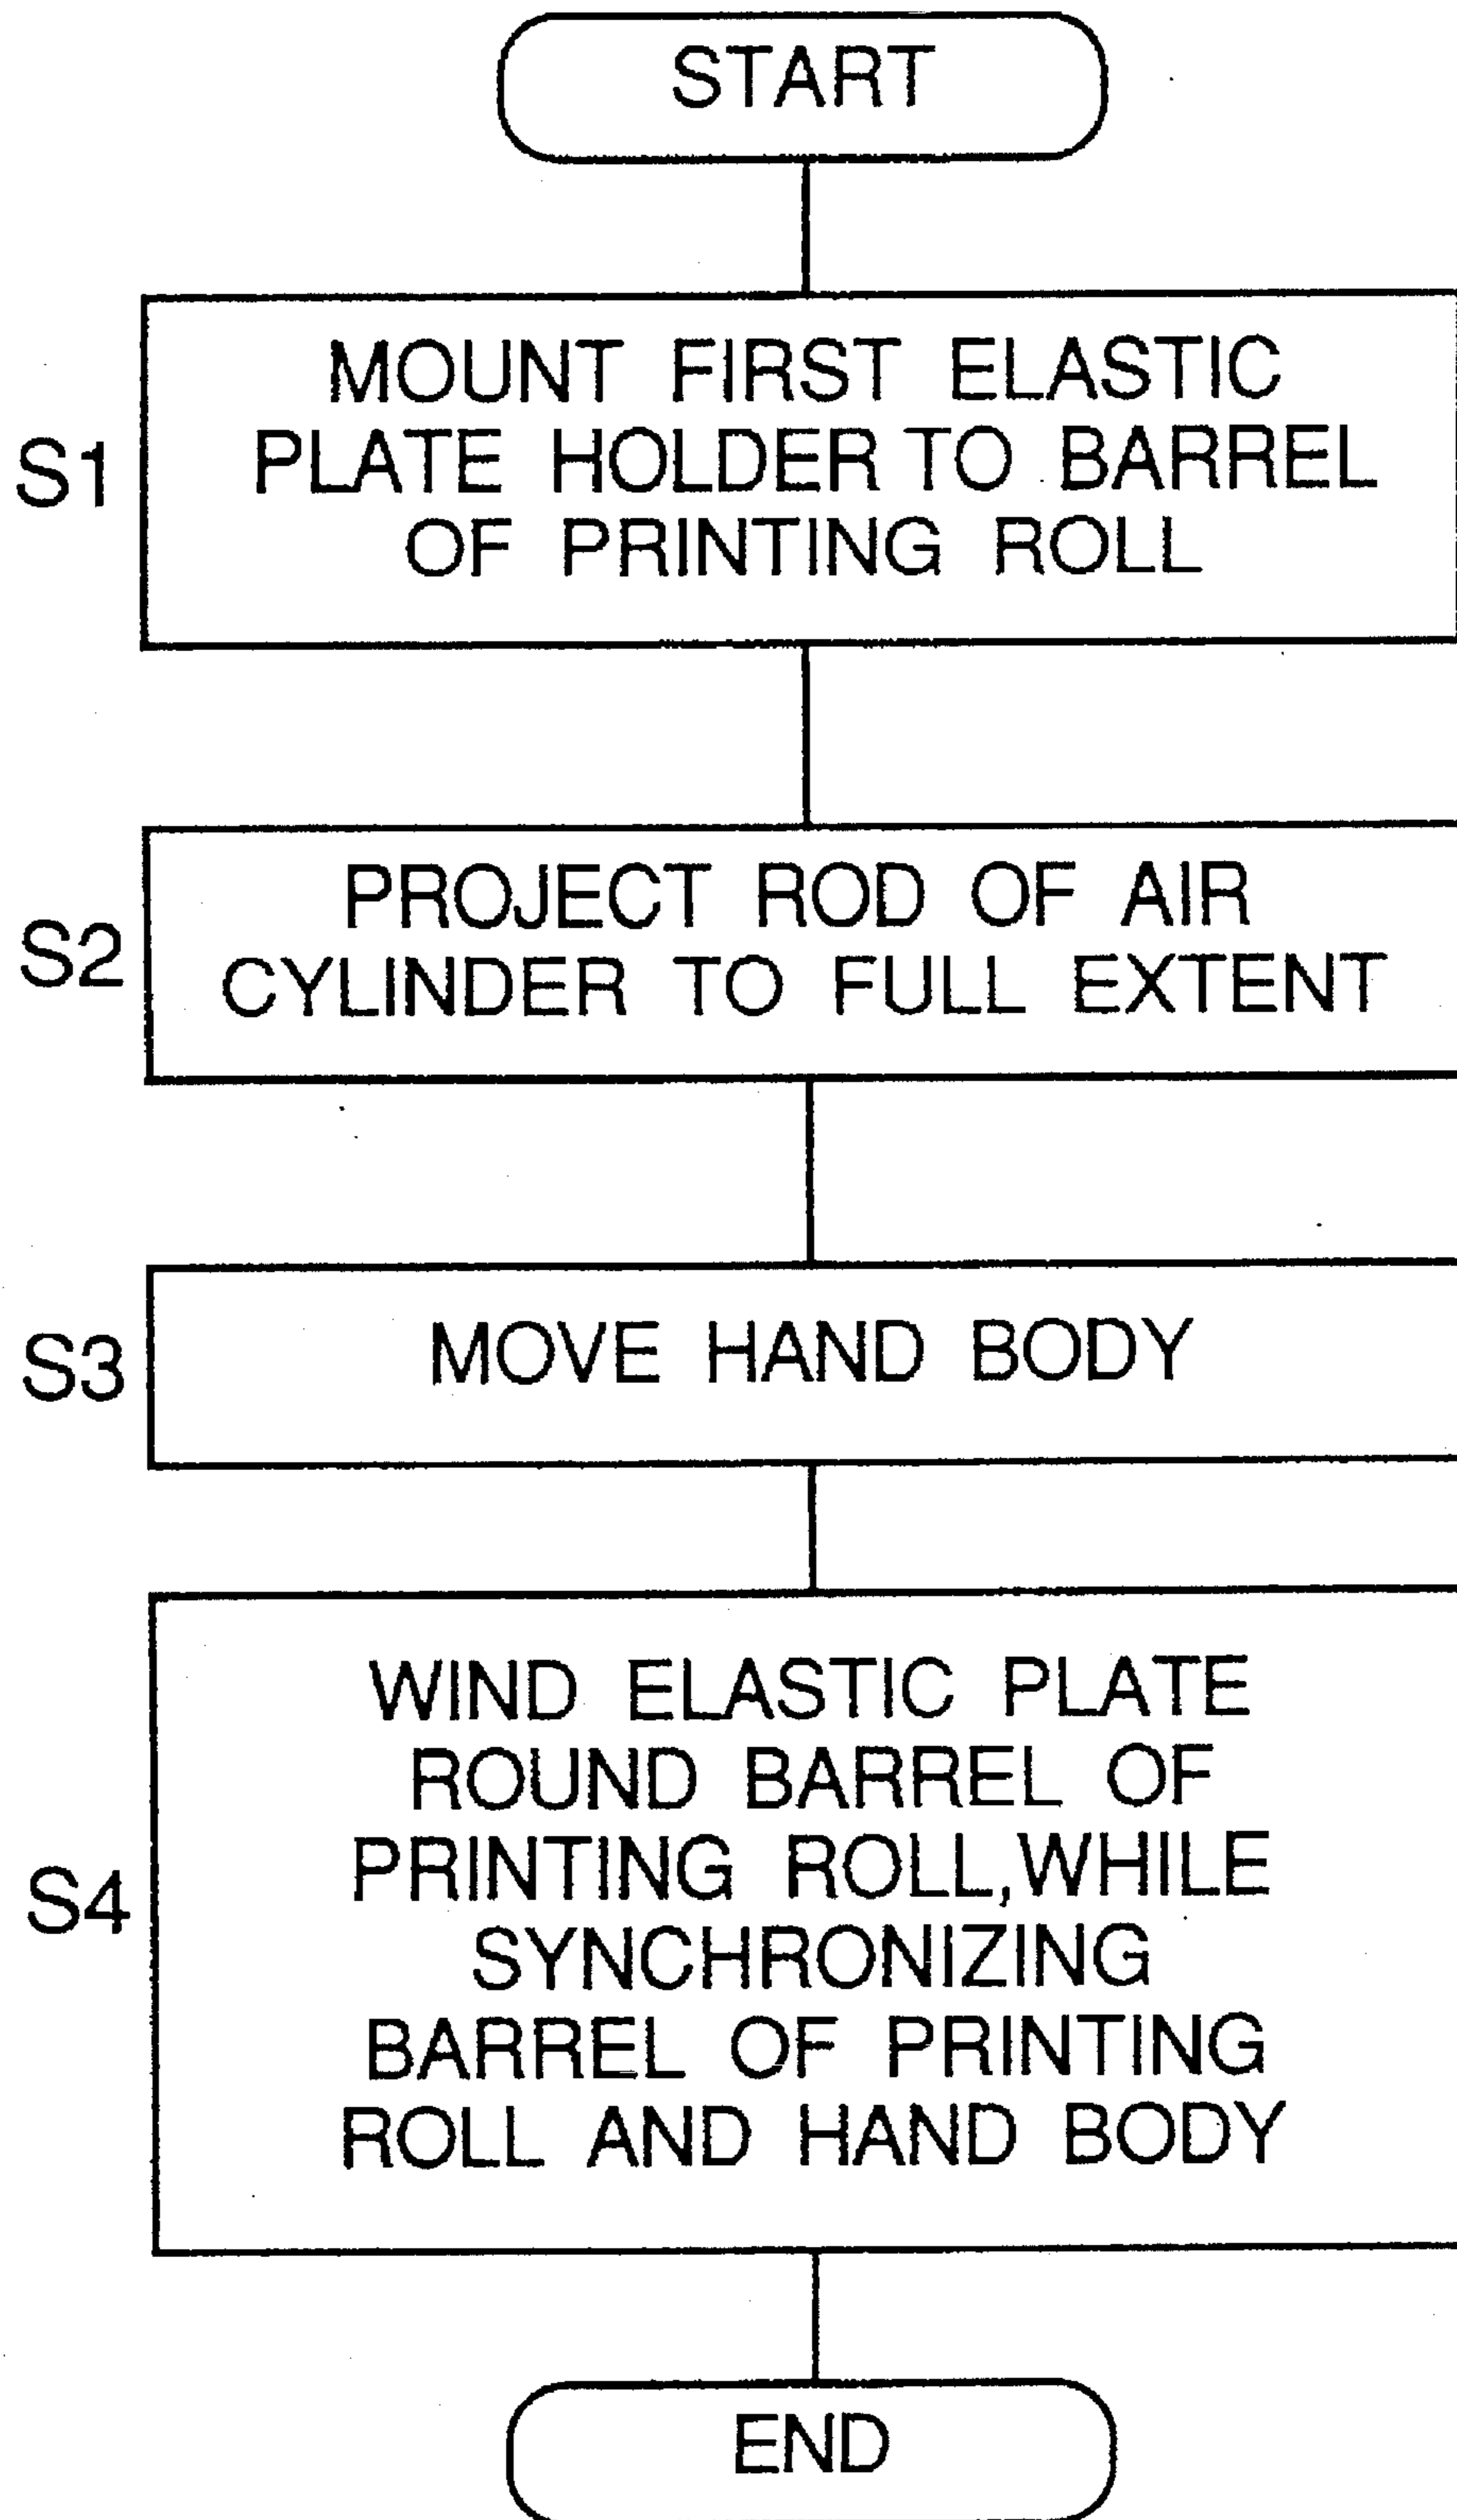 START
S1
MOUNT FIRST ELASTIC
PLATE HOLDER TO BARREL
OF PRINTING ROLL
S2
PROJECT ROD OF AIR
CYLINDER TO FULL EXTENT
S3
MOVE HAND BODY
S4
WIND ELASTIC PLATE
ROUND BARREL OF
PRINTING ROLL,WHILE
SYNCHRONIZING
BARREL OF PRINTING
ROLL AND HAND BODY
END